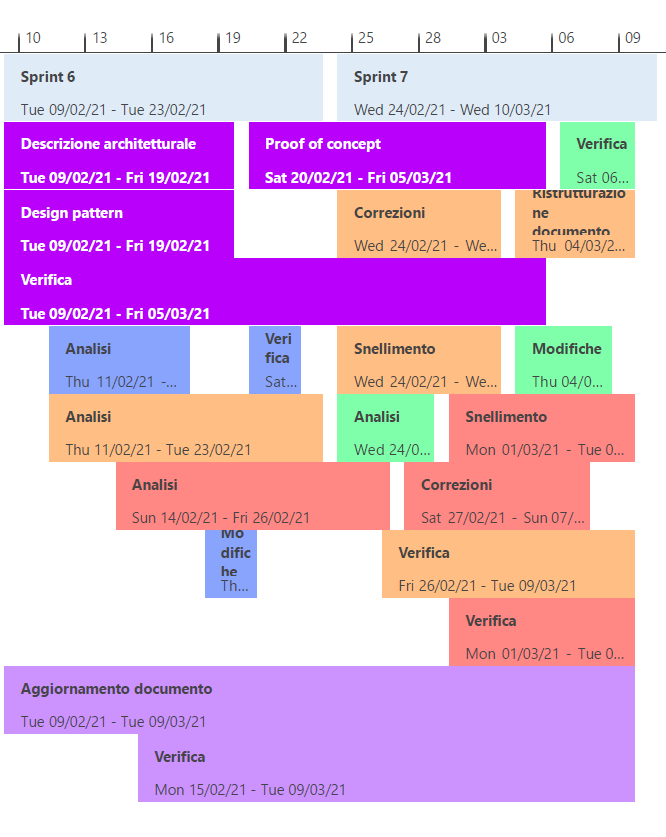 10 13 16 19 22 25 28 03 06 09
Sprint 6
Tue 09/02/21 - Tue 23/02/21
Sprint 7
Wed 24/02/21 - Wed 10/03/21
Descrizione architetturale
Tue 09/02/21 - Fri 19/02/21
Proof of concept
Sat 20/02/21 - Fri 05/03/21
Verifica
Sat 06...
Design pattern
Tue 09/02/21 - Fri 19/02/21
Correzioni
Wed 24/02/21 - We...
Ristrutturazio
ne
documento
Thu 04/03/2...
Verifica
Tue 09/02/21 - Fri 05/03/21
Analisi
Thu 11/02/21 -...
Veri
fica
Sat...
Snellimento
Wed 24/02/21 - We...
Modifiche
Thu 04/0...
Analisi
Thu 11/02/21 - Tue 23/02/21
Analisi
Wed 24/0...
Snellimento
Mon 01/03/21 - Tue 0...
Analisi
Sun 14/02/21 - Fri 26/02/21
Correzioni
Sat 27/02/21 - Sun 07/...
Mo
dific
he
Th...
Verifica
Fri 26/02/21 - Tue 09/03/21
Verifica
Mon 01/03/21 - Tue 0...
Aggiornamento documento
Tue 09/02/21 - Tue 09/03/21
Verifica
Mon 15/02/21 - Tue 09/03/21